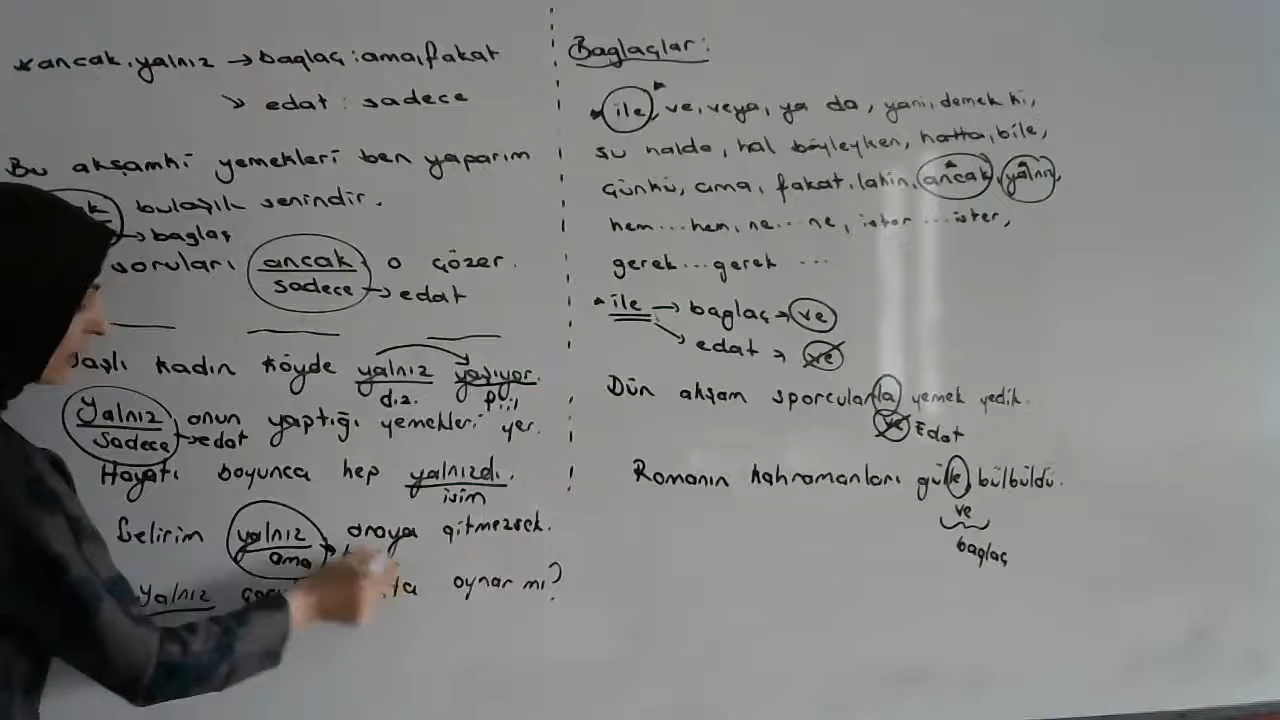 *ancak, yalnız → bağlaç : ama, fakat
↘ edat : sadece
Bu akşamki yemekleri ben yaparım
bulaşık senindir.
→ bağlaç
soruları ancak o çözer.
sadece → edat
kadın köyde yalnız yaşıyor.
d.z.
Yalnız onun yaptığı yemekleri yer.
sadece → edat
Hayatı boyunca hep yalnızdı.
isim
Gelirim yalnız oraya gitmezsek.
ama
Yalnız oynar mı?
Bağlaçlar:
ile, ve, veya, ya da, yani, demek ki,
şu halde, hal böyleyken, hatta, bile,
çünkü, ama, fakat, lakin, ancak, yalnız,
hem...hem, ne...ne, ister...ister,
gerek...gerek ...
ile → bağlaç → ve
→ edat → ve
Dün akşam sporcularla yemek yedik.
ve Edat
Romanın kahramanları gülle bülbüldü.
ve
bağlaç